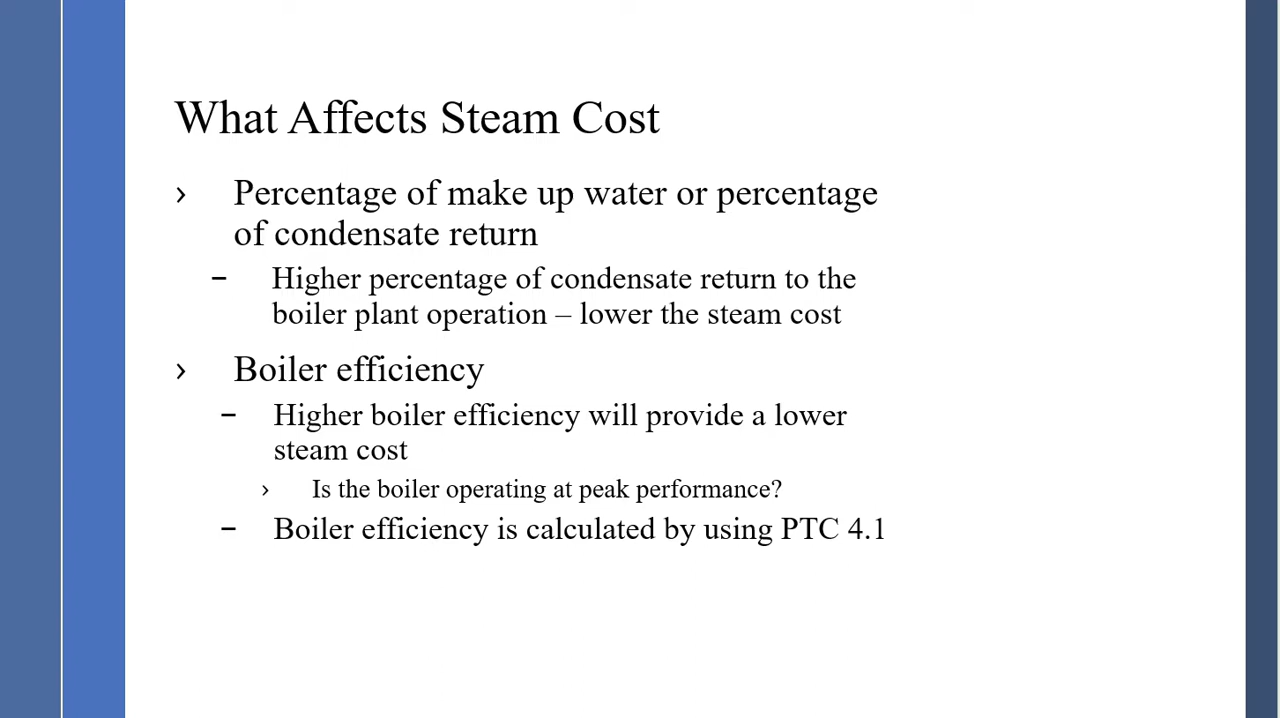 What Affects Steam Cost
› Percentage of make up water or percentage
of condensate return
– Higher percentage of condensate return to the
boiler plant operation – lower the steam cost
› Boiler efficiency
– Higher boiler efficiency will provide a lower
steam cost
› Is the boiler operating at peak performance?
– Boiler efficiency is calculated by using PTC 4.1